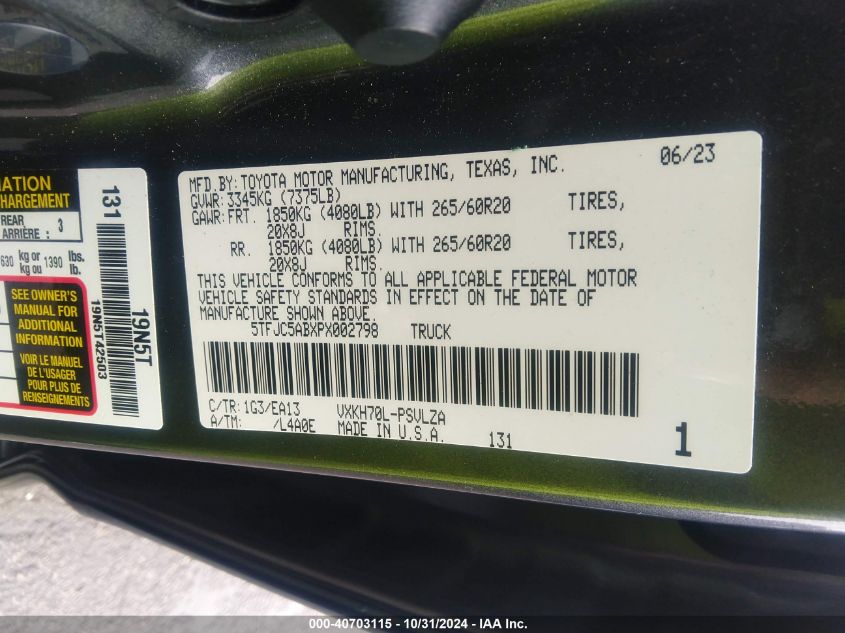 MATION
CHARGEMENT
REAR
ARRIÈRE : 3
630 kg or 1390 lbs.
kg ou lb.
SEE OWNER'S
MANUAL FOR
ADDITIONAL
INFORMATION
VOIR LE MANUEL
DE L'USAGER
POUR PLUS DE
RENSEIGNEMENTS
131
19N5T42503
19N5T
MFD.BY:TOYOTA MOTOR MANUFACTURING, TEXAS, INC. 06/23
GVWR: 3345KG (7375LB)
GAWR:FRT. 1850KG (4080LB) WITH 265/60R20 TIRES,
20X8J RIMS.
RR. 1850KG (4080LB) WITH 265/60R20 TIRES,
20X8J RIMS.
THIS VEHICLE CONFORMS TO ALL APPLICABLE FEDERAL MOTOR
VEHICLE SAFETY STANDARDS IN EFFECT ON THE DATE OF
MANUFACTURE SHOWN ABOVE.
5TFJC5ABXPX002798 TRUCK
C/TR:1G3/EA13 VXKH70L-PSVLZA
A/TM: /L4A0E MADE IN U.S.A. 131 1
000-40703115 - 10/31/2024 - IAA Inc.